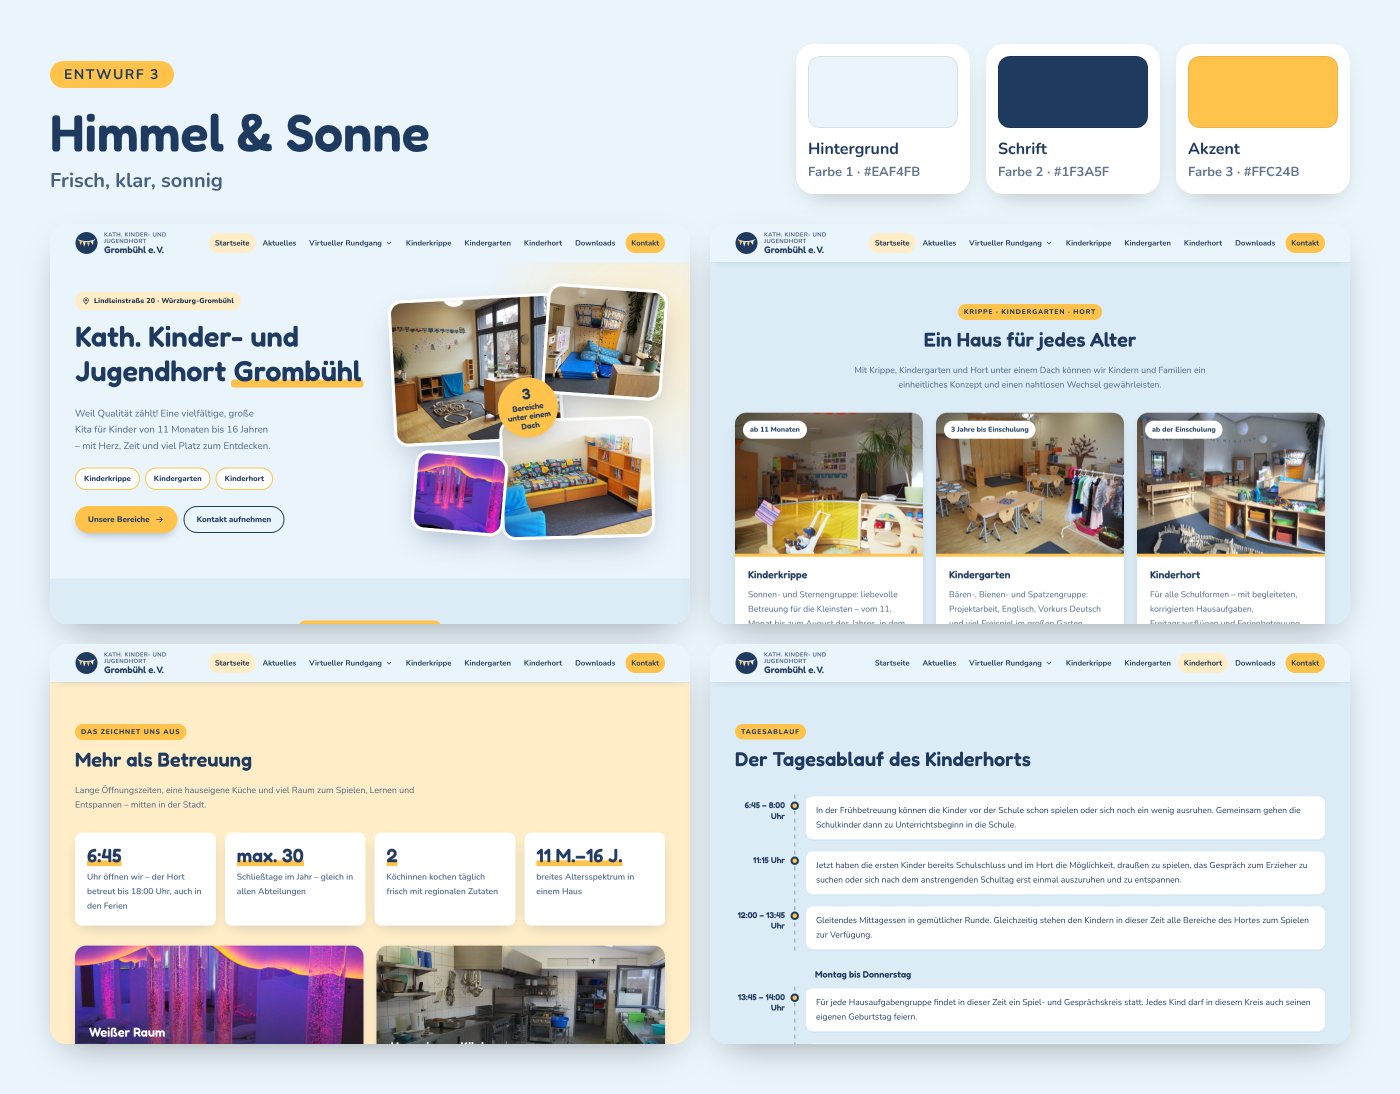 ENTWURF 3
Himmel & Sonne
Frisch, klar, sonnig
Hintergrund
Farbe 1 · #EAF4FB
Schrift
Farbe 2 · #1F3A5F
Akzent
Farbe 3 · #FFC24B
KATH. KINDER- UND
JUGENDHORT
Grombühl e.V.
Startseite
Aktuelles
Virtueller Rundgang
Kinderkrippe
Kindergarten
Kinderhort
Downloads
Kontakt
Lindleinstraße 20 · Würzburg-Grombühl
Kath. Kinder- und
Jugendhort Grombühl
Weil Qualität zählt! Eine vielfältige, große
Kita für Kinder von 11 Monaten bis 16 Jahren
– mit Herz, Zeit und viel Platz zum Entdecken.
Kinderkrippe
Kindergarten
Kinderhort
Unsere Bereiche →
Kontakt aufnehmen
3
Bereiche
unter einem
Dach
KATH. KINDER- UND
JUGENDHORT
Grombühl e.V.
Startseite
Aktuelles
Virtueller Rundgang
Kinderkrippe
Kindergarten
Kinderhort
Downloads
Kontakt
KRIPPE · KINDERGARTEN · HORT
Ein Haus für jedes Alter
Mit Krippe, Kindergarten und Hort unter einem Dach können wir Kindern und Familien ein
einheitliches Konzept und einen nahtlosen Wechsel gewährleisten.
ab 11 Monaten
Kinderkrippe
Sonnen- und Sternengruppe: liebevolle
Betreuung für die Kleinsten – vom 11.
Monat bis zum August des Jahres, in dem
3 Jahre bis Einschulung
Kindergarten
Bären-, Bienen- und Spatzengruppe:
Projektarbeit, Englisch, Vorkurs Deutsch
und viel Freispiel im großen Garten
ab der Einschulung
Kinderhort
Für alle Schulformen – mit begleiteten,
korrigierten Hausaufgaben,
Freitagsausflügen und Ferienbetreuung
KATH. KINDER- UND
JUGENDHORT
Grombühl e.V.
Startseite
Aktuelles
Virtueller Rundgang
Kinderkrippe
Kindergarten
Kinderhort
Downloads
Kontakt
DAS ZEICHNET UNS AUS
Mehr als Betreuung
Lange Öffnungszeiten, eine hauseigene Küche und viel Raum zum Spielen, Lernen und
Entspannen – mitten in der Stadt.
6:45
Uhr öffnen wir – der Hort
betreut bis 18:00 Uhr, auch in
den Ferien
max. 30
Schließtage im Jahr – gleich in
allen Abteilungen
2
Köchinnen kochen täglich
frisch mit regionalen Zutaten
11 M.–16 J.
breites Altersspektrum in
einem Haus
Weißer Raum
KATH. KINDER- UND
JUGENDHORT
Grombühl e.V.
Startseite
Aktuelles
Virtueller Rundgang
Kinderkrippe
Kindergarten
Kinderhort
Downloads
Kontakt
TAGESABLAUF
Der Tagesablauf des Kinderhorts
6:45 – 8:00
Uhr
In der Frühbetreuung können die Kinder vor der Schule schon spielen oder sich noch ein wenig ausruhen. Gemeinsam gehen die
Schulkinder dann zu Unterrichtsbeginn in die Schule.
11:15 Uhr
Jetzt haben die ersten Kinder bereits Schulschluss und im Hort die Möglichkeit, draußen zu spielen, das Gespräch zum Erzieher zu
suchen oder sich nach dem anstrengenden Schultag erst einmal auszuruhen und zu entspannen.
12:00 – 13:45
Uhr
Gleitendes Mittagessen in gemütlicher Runde. Gleichzeitig stehen den Kindern in dieser Zeit alle Bereiche des Hortes zum Spielen
zur Verfügung.
Montag bis Donnerstag
13:45 – 14:00
Uhr
Für jede Hausaufgabengruppe findet in dieser Zeit ein Spiel- und Gesprächskreis statt. Jedes Kind darf in diesem Kreis auch seinen
eigenen Geburtstag feiern.